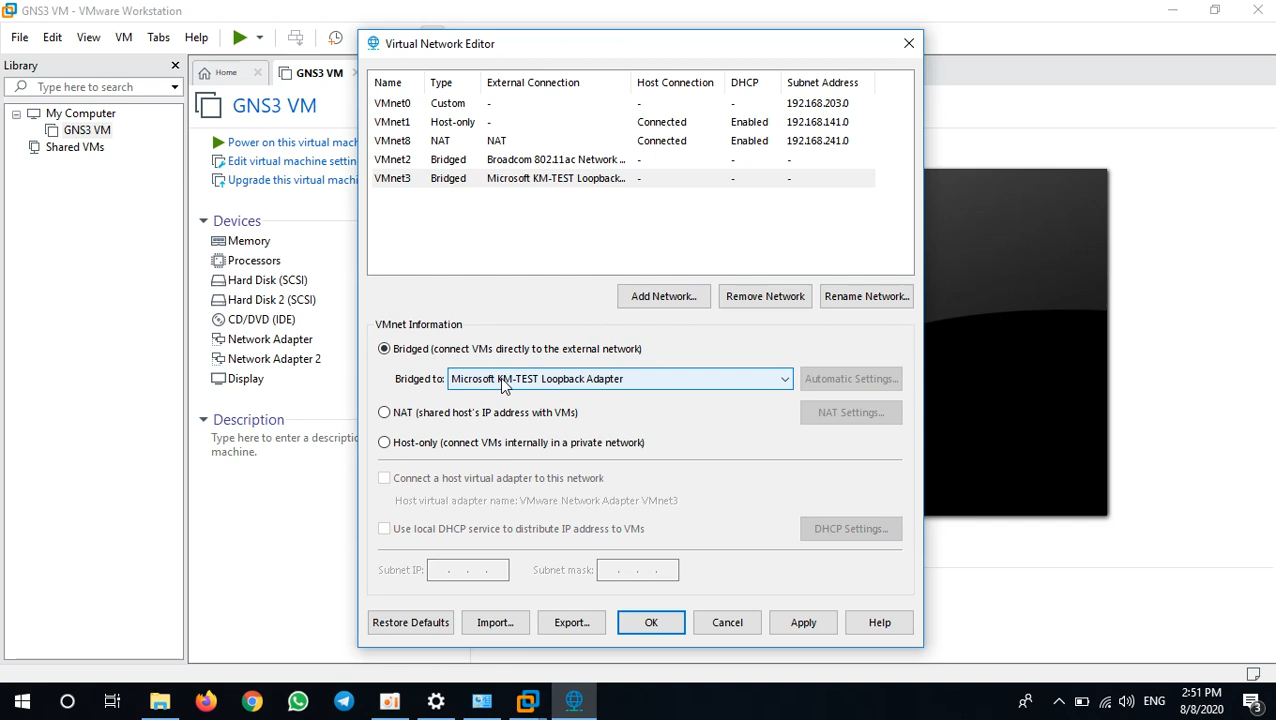 GNS3 VM - VMware Workstation
File Edit View VM Tabs Help
Library
Type here to search
My Computer
GNS3 VM
Shared VMs
Home
GNS3 VM
GNS3 VM
Power on this virtual mach
Edit virtual machine settin
Upgrade this virtual machi
Devices
Memory
Processors
Hard Disk (SCSI)
Hard Disk 2 (SCSI)
CD/DVD (IDE)
Network Adapter
Network Adapter 2
Display
Description
Type here to enter a descriptio
machine.
Virtual Network Editor
Name Type External Connection Host Connection DHCP Subnet Address
VMnet0 Custom - - - 192.168.203.0
VMnet1 Host-only - Connected Enabled 192.168.141.0
VMnet8 NAT NAT Connected Enabled 192.168.241.0
VMnet2 Bridged Broadcom 802.11ac Network ... - - -
VMnet3 Bridged Microsoft KM-TEST Loopback... - - -
Add Network... Remove Network Rename Network...
VMnet Information
Bridged (connect VMs directly to the external network)
Bridged to: Microsoft KM-TEST Loopback Adapter Automatic Settings...
NAT (shared host's IP address with VMs) NAT Settings...
Host-only (connect VMs internally in a private network)
Connect a host virtual adapter to this network
Host virtual adapter name: VMware Network Adapter VMnet3
Use local DHCP service to distribute IP address to VMs DHCP Settings...
Subnet IP: . . . Subnet mask: . . .
Restore Defaults Import... Export... OK Cancel Apply Help
ENG
2:51 PM
8/8/2020
3